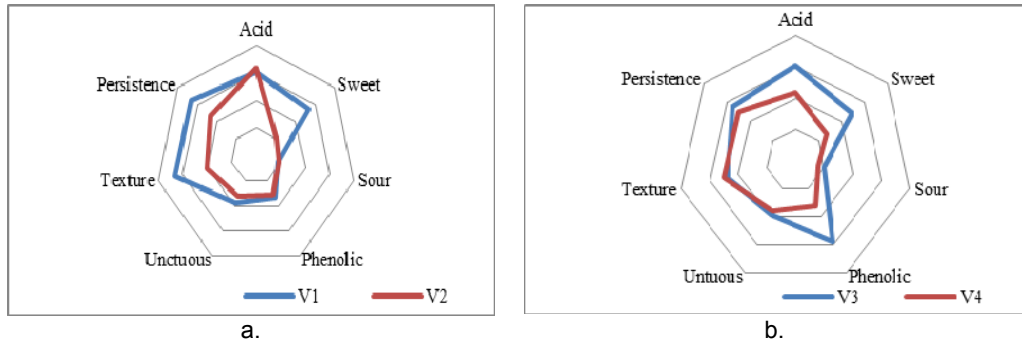 Acid
Persistence
Sweet
Texture
Sour
Unctuous
Phenolic
V1
V2
a.
Acid
Persistence
Sweet
Texture
Sour
Untuous
Phenolic
V3
V4
b.